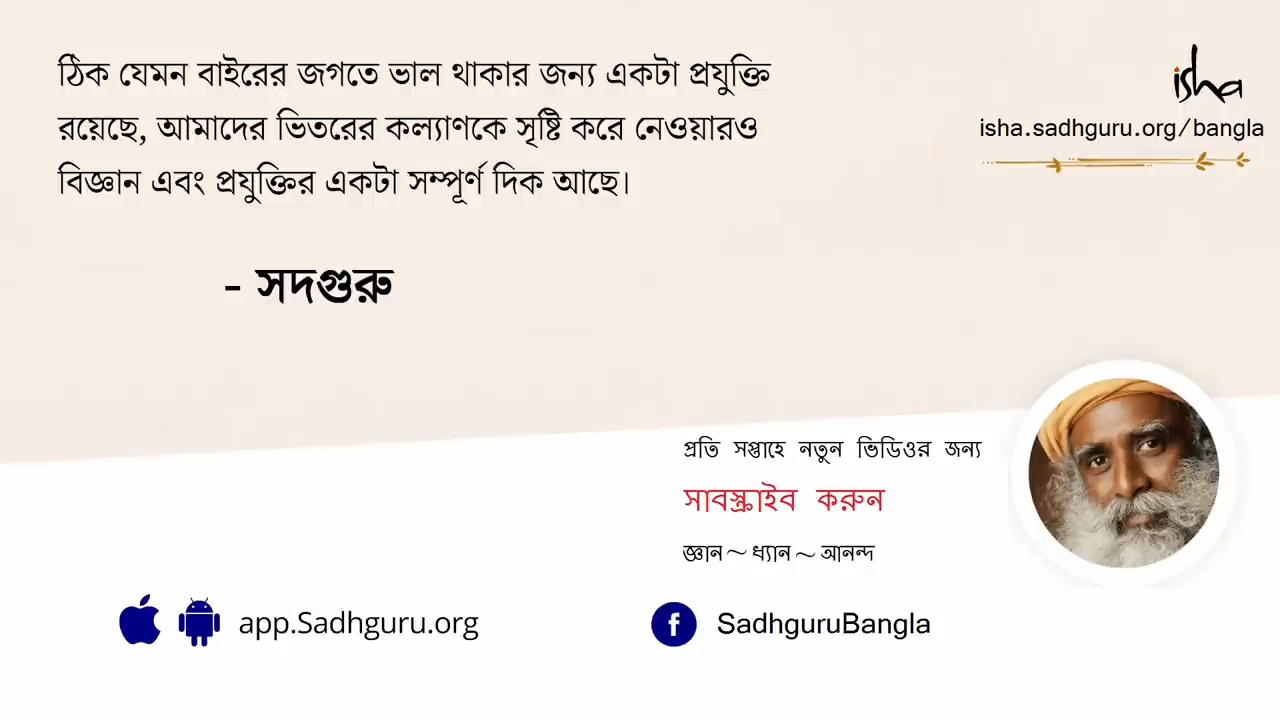 ঠিক যেমন বাইরের জগতে ভাল থাকার জন্য একটা প্রযুক্তি
রয়েছে, আমাদের ভিতরের কল্যাণকে সৃষ্টি করে নেওয়ারও
বিজ্ঞান এবং প্রযুক্তির একটা সম্পূর্ণ দিক আছে।
- সদগুরু
isha
isha.sadhguru.org/bangla
প্রতি সপ্তাহে নতুন ভিডিওর জন্য
সাবস্ক্রাইব করুন
জ্ঞান ~ ধ্যান ~ আনন্দ
app.Sadhguru.org
f SadhguruBangla